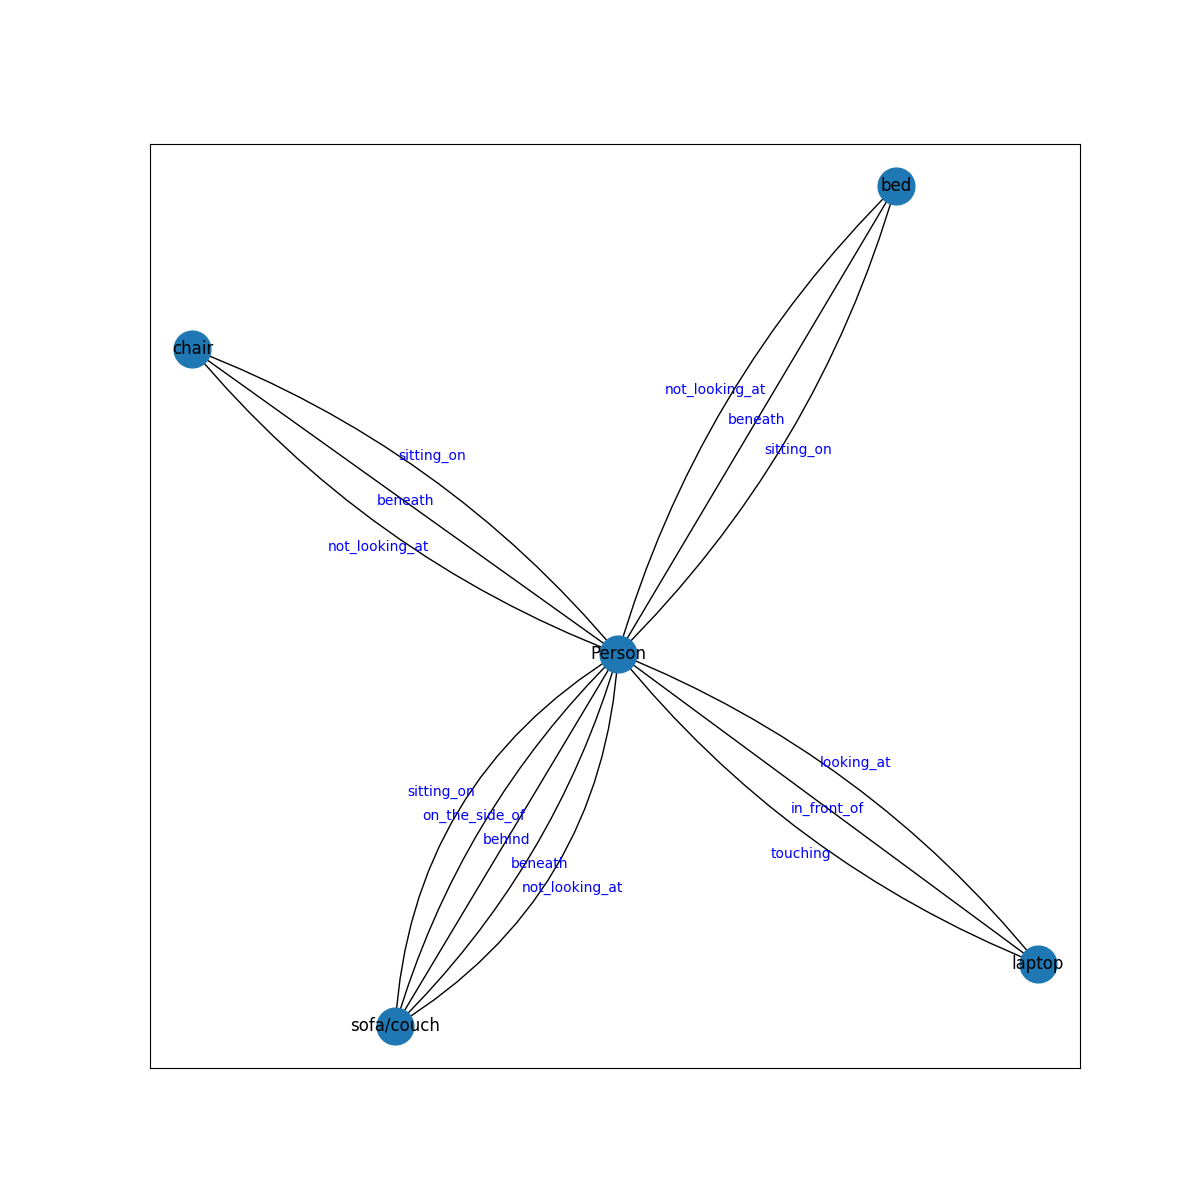 bed
chair
not_looking_at
beneath
sitting_on
sitting_on
beneath
not_looking_at
Person
looking_at
in_front_of
touching
sitting_on
on_the_side_of
behind
beneath
not_looking_at
laptop
sofa/couch